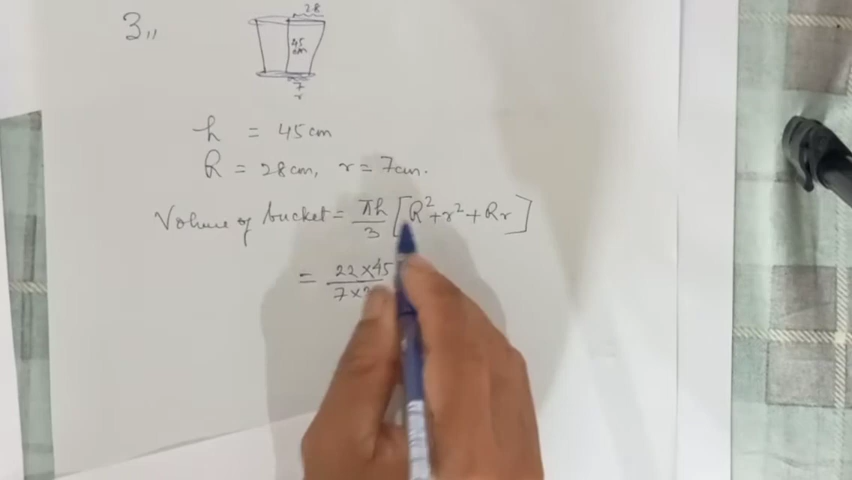 3,,
28
45
cm
7
r
h = 45 cm
R = 28 cm, r = 7 cm.
Volume of bucket = πh/3 [R² + r² + Rr]
= 22 × 45
7 ×